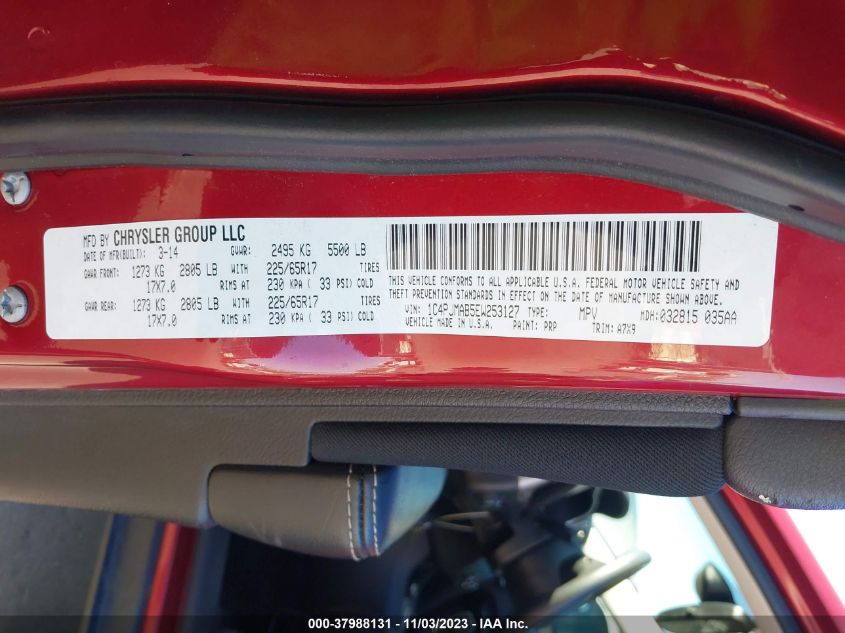 MFD BY CHRYSLER GROUP LLC
DATE OF MFR(BUILT): 3-14 GVWR: 2495 KG 5500 LB
GAWR FRONT: 1273 KG 2805 LB WITH 225/65R17 TIRES
17X7.0 RIMS AT 230 KPA ( 33 PSI) COLD
GAWR REAR: 1273 KG 2805 LB WITH 225/65R17 TIRES
17X7.0 RIMS AT 230 KPA ( 33 PSI) COLD
THIS VEHICLE CONFORMS TO ALL APPLICABLE U.S.A. FEDERAL MOTOR VEHICLE SAFETY AND
THEFT PREVENTION STANDARDS IN EFFECT ON THE DATE OF MANUFACTURE SHOWN ABOVE.
VIN: 1C4PJMAB5EW253127 TYPE: MPV MDH:032815 035AA
VEHICLE MADE IN U.S.A. PAINT: PRP TRIM: A7X9
000-37988131 - 11/03/2023 - IAA Inc.